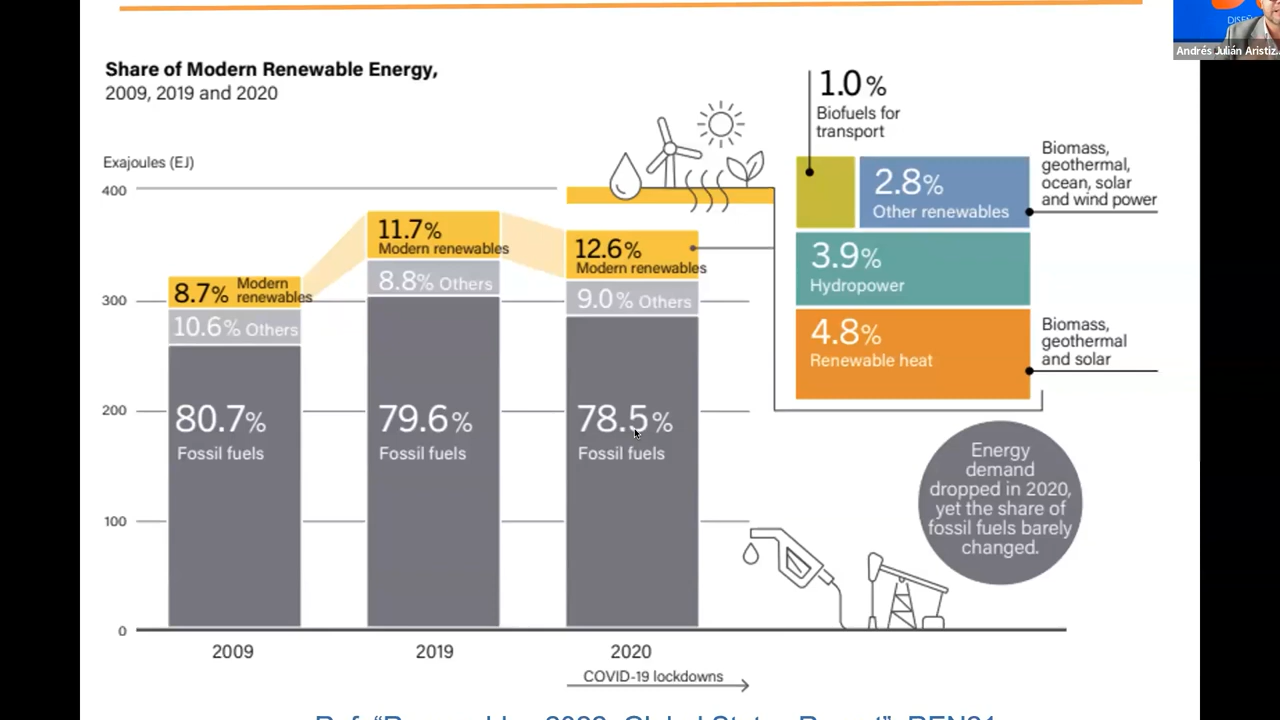 Andrés Julián Aristiz...
Share of Modern Renewable Energy,
2009, 2019 and 2020
Exajoules (EJ)
400
300
200
100
0
8.7% Modern
renewables
10.6% Others
80.7%
Fossil fuels
2009
11.7%
Modern renewables
8.8% Others
79.6%
Fossil fuels
2019
12.6%
Modern renewables
9.0% Others
78.5%
Fossil fuels
2020
COVID-19 lockdowns
1.0%
Biofuels for
transport
2.8%
Other renewables
Biomass,
geothermal,
ocean, solar
and wind power
3.9%
Hydropower
4.8%
Renewable heat
Biomass,
geothermal
and solar
Energy
demand
dropped in 2020,
yet the share of
fossil fuels barely
changed.